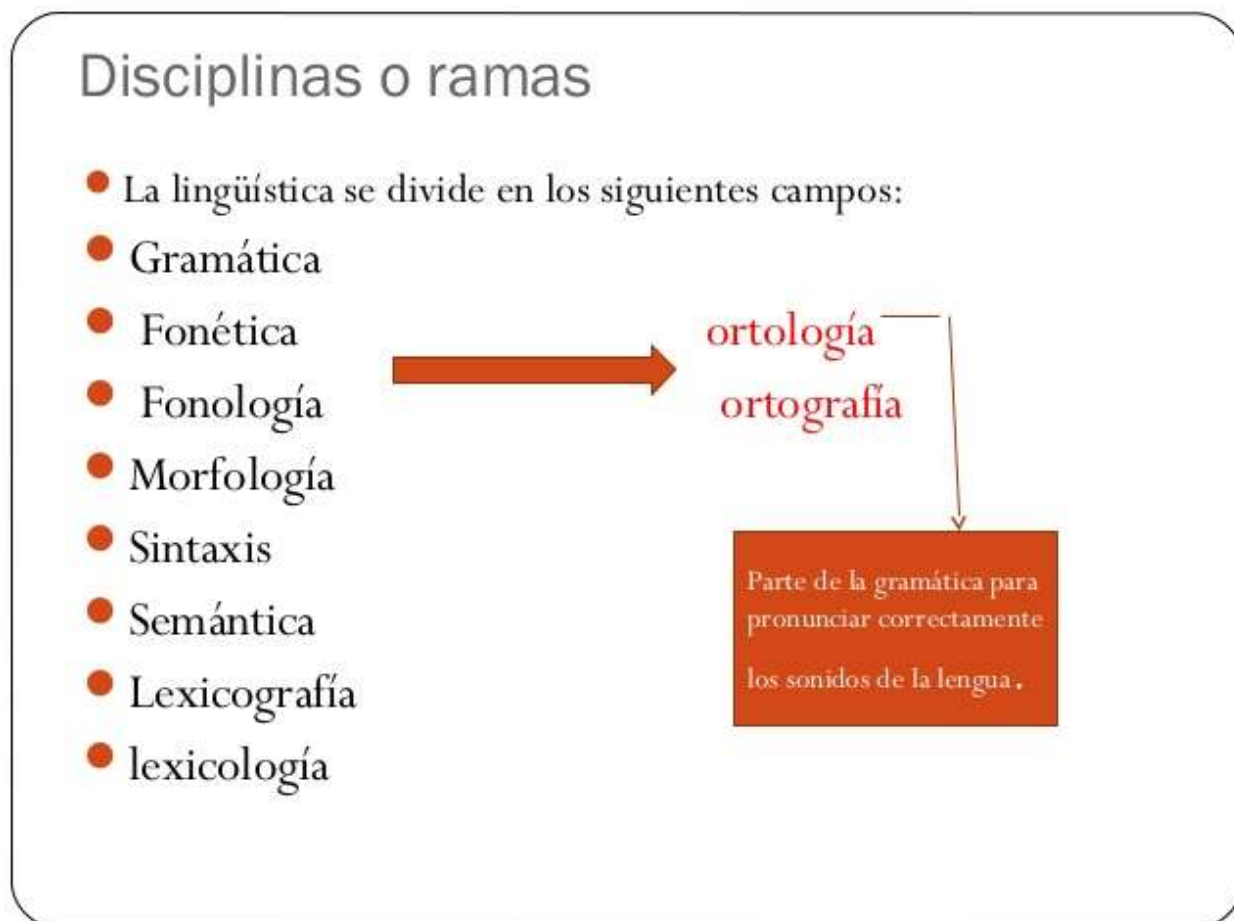 Disciplinas o ramas
La lingüística se divide en los siguientes campos:
Gramática
Fonética
Fonología
Morfología
Sintaxis
Semántica
Lexicografía
lexicología
ortología
ortografía
Parte de la gramática para
pronunciar correctamente
los sonidos de la lengua.